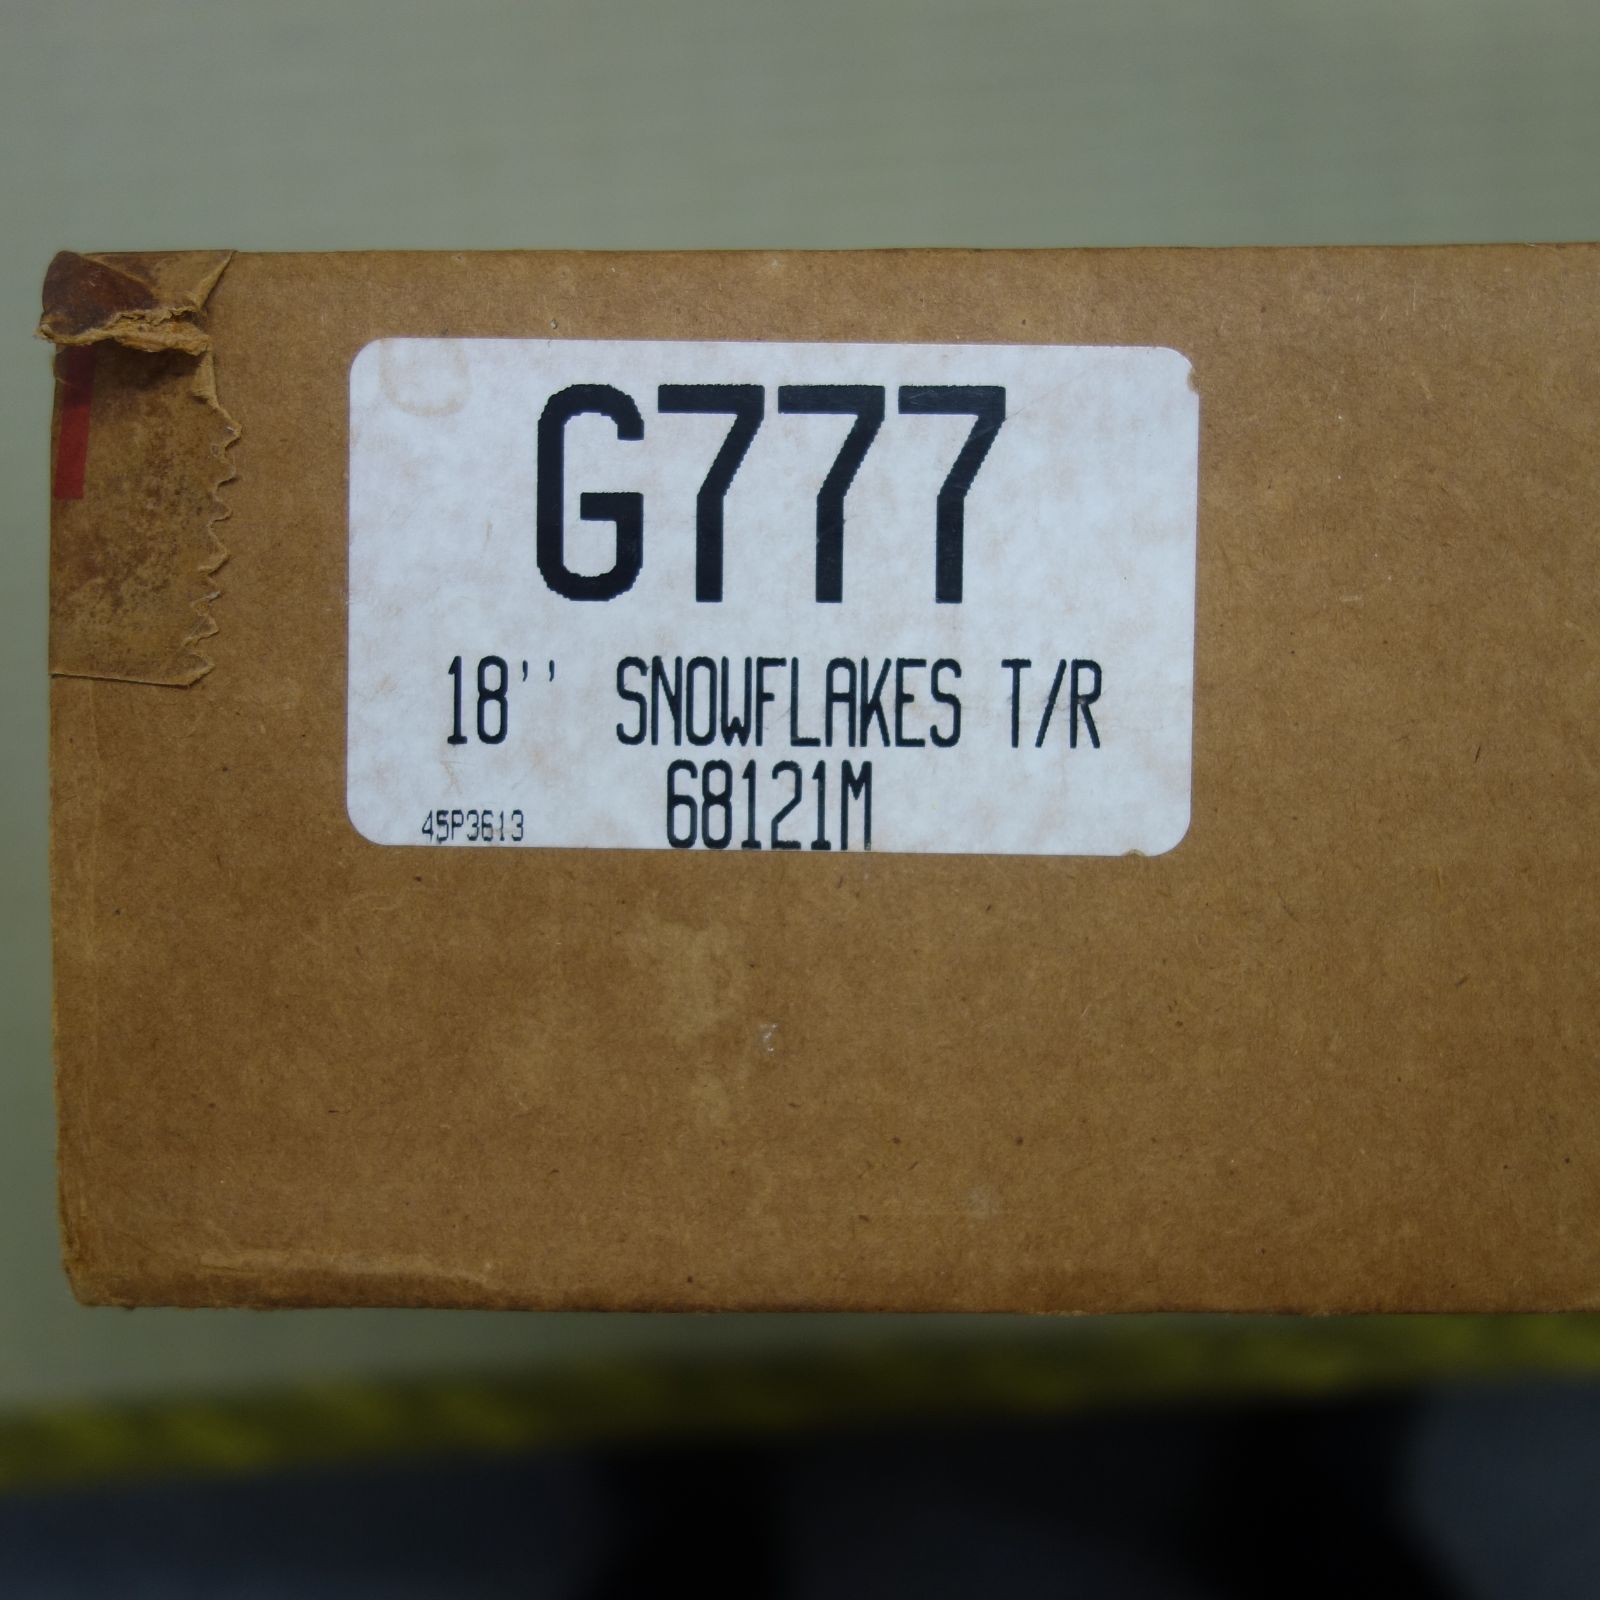 G777
18'' SNOWFLAKES T/R
68121M
45P3613